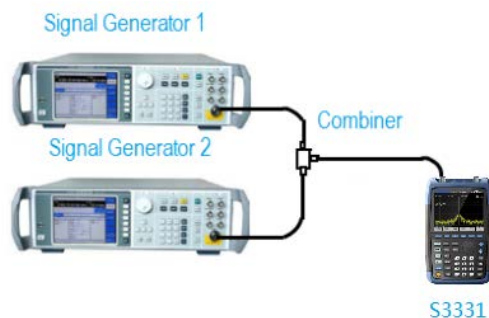 Signal Generator 1
Combiner
Signal Generator 2
S3331